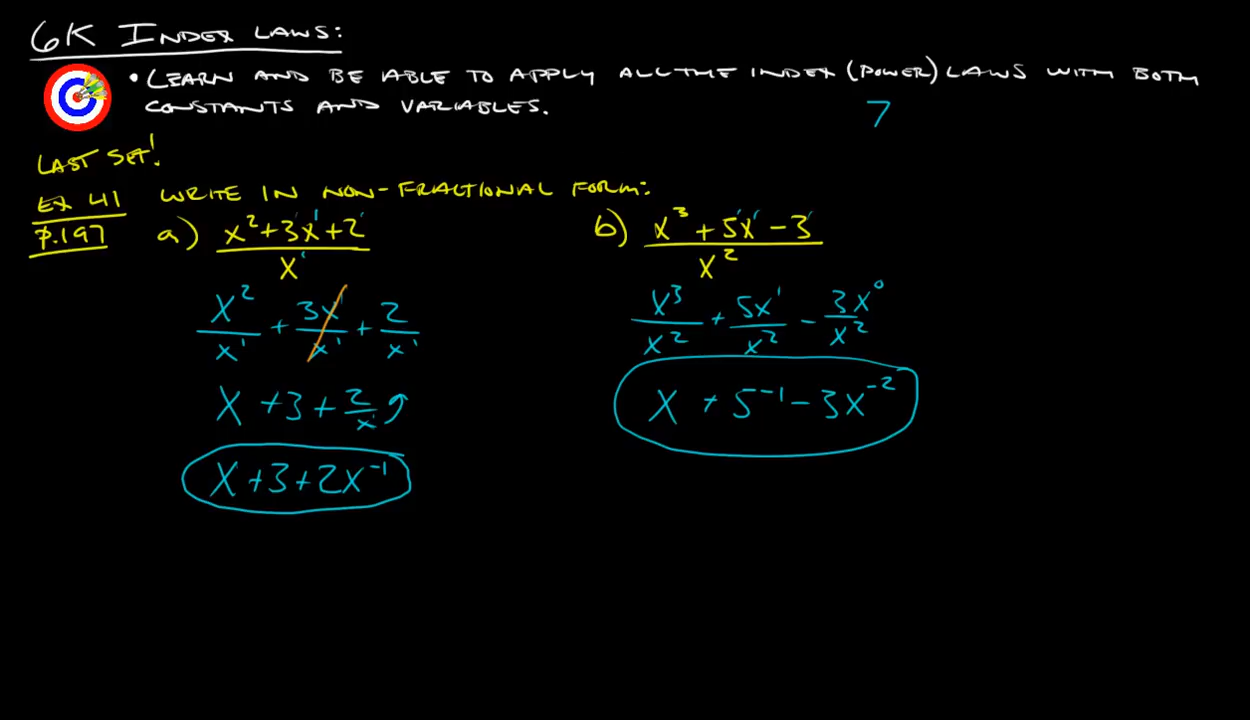 6K INDEX LAWS:
• LEARN AND BE ABLE TO APPLY ALL THE INDEX (POWER) LAWS WITH BOTH
CONSTANTS AND VARIABLES.
7
LAST SET!
EX 41 WRITE IN NON-FRACTIONAL FORM:
P.197
a) (x² + 3x¹ + 2) / x¹
x²/x¹ + 3x¹/x¹ + 2/x¹
x + 3 + 2/x¹
x + 3 + 2x⁻¹
b) (x³ + 5x¹ - 3) / x²
x³/x² + 5x¹/x² - 3x⁰/x²
x + 5⁻¹ - 3x⁻²